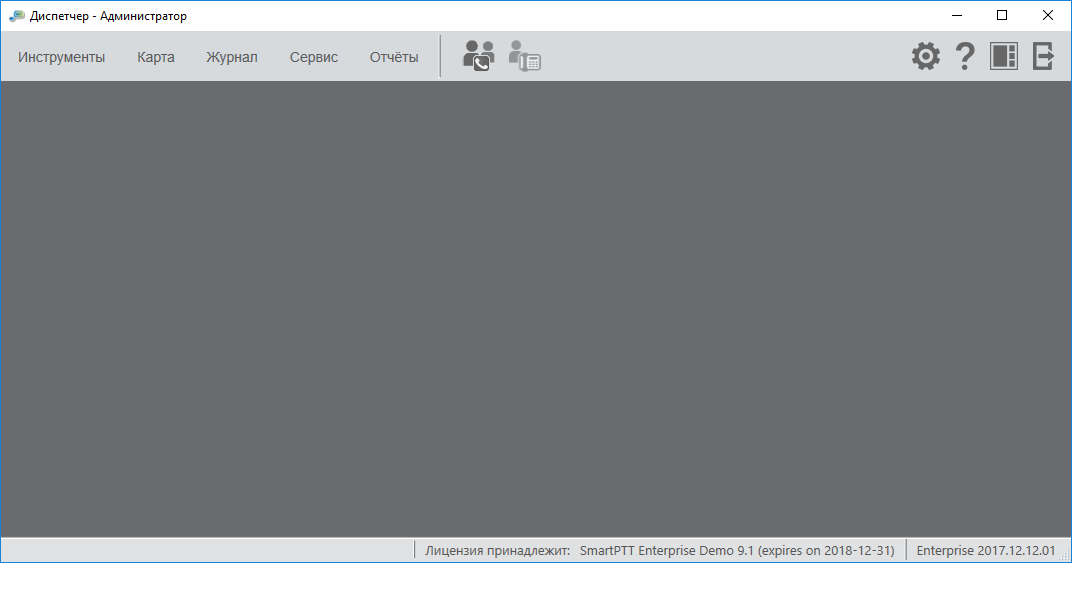 Диспетчер - Администратор
Инструменты Карта Журнал Сервис Отчёты
Лицензия принадлежит: SmartPTT Enterprise Demo 9.1 (expires on 2018-12-31) Enterprise 2017.12.12.01